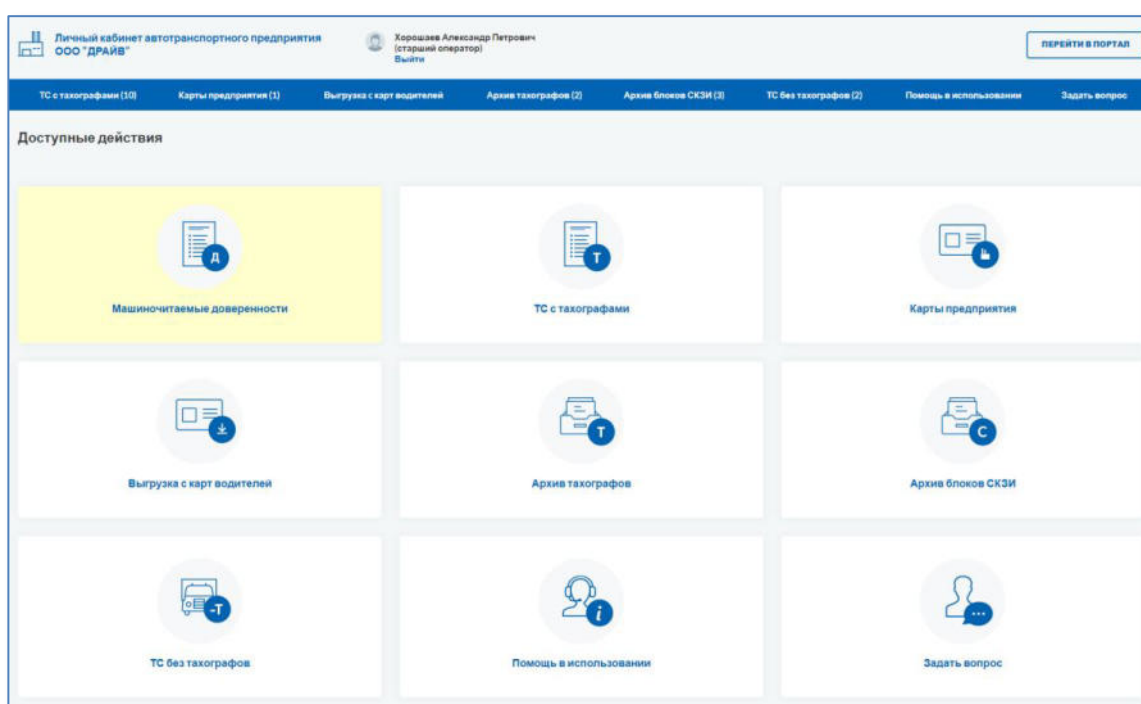 Личный кабинет автотранспортного предприятия
ООО "ДРАЙВ"
Хорошаев Александр Петрович
(старший оператор)
Выйти
ПЕРЕЙТИ В ПОРТАЛ
ТС с тахографами (10) Карты предприятия (1) Выгрузка с карт водителей Архив тахографов (2) Архив блоков СКЗИ (3) ТС без тахографов (2) Помощь в использовании Задать вопрос
Доступные действия
Д
Т
Машиночитаемые доверенности
ТС с тахографами
Карты предприятия
Т
С
Выгрузка с карт водителей
Архив тахографов
Архив блоков СКЗИ
-Т
i
ТС без тахографов
Помощь в использовании
Задать вопрос